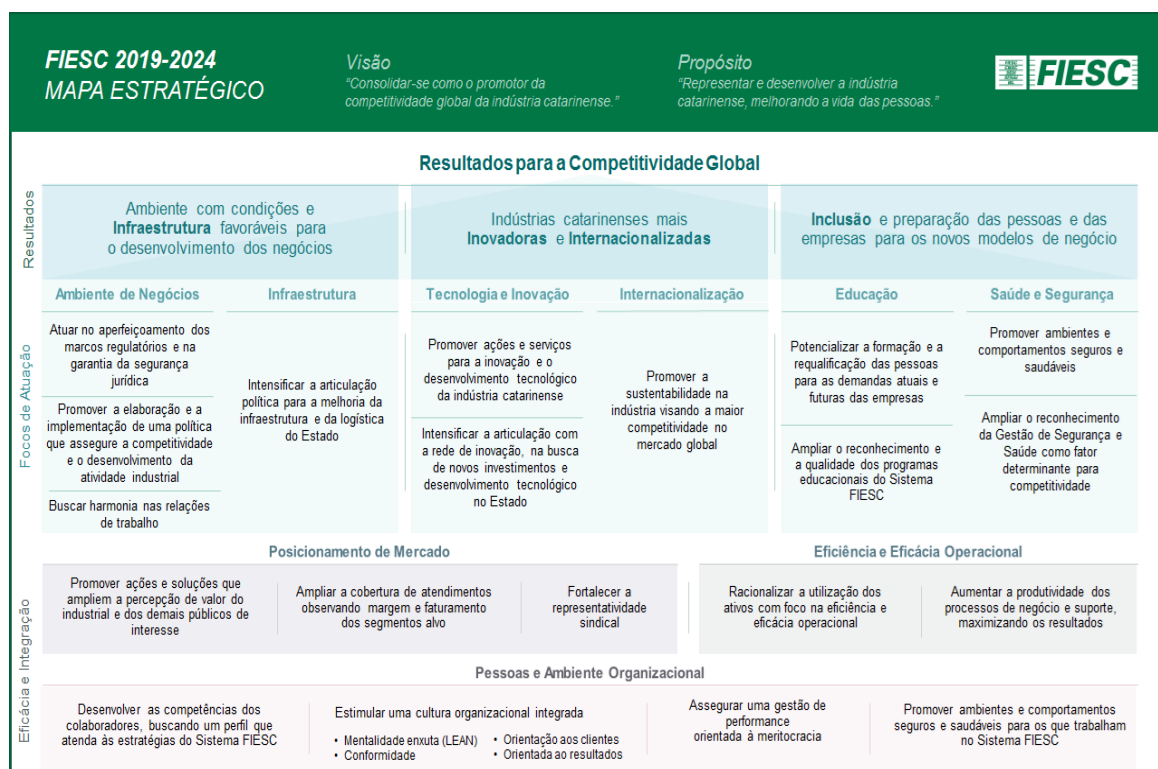 FIESC 2019-2024
MAPA ESTRATÉGICO
Visão
“Consolidar-se como o promotor da
competitividade global da indústria catarinense.”
Propósito
“Representar e desenvolver a indústria
catarinense, melhorando a vida das pessoas.”
FIESC
Resultados para a Competitividade Global
Resultados
Ambiente com condições e
Infraestrutura favoráveis para
o desenvolvimento dos negócios
Indústrias catarinenses mais
Inovadoras e Internacionalizadas
Inclusão e preparação das pessoas e das
empresas para os novos modelos de negócio
Focos de Atuação
Ambiente de Negócios
Atuar no aperfeiçoamento dos
marcos regulatórios e na
garantia da segurança
jurídica
Promover a elaboração e a
implementação de uma política
que assegure a competitividade
e o desenvolvimento da
atividade industrial
Buscar harmonia nas relações
de trabalho
Infraestrutura
Intensificar a articulação
política para a melhoria da
infraestrutura e da logística
do Estado
Tecnologia e Inovação
Promover ações e serviços
para a inovação e o
desenvolvimento tecnológico
da indústria catarinense
Intensificar a articulação com
a rede de inovação, na busca
de novos investimentos e
desenvolvimento tecnológico
no Estado
Internacionalização
Promover a
sustentabilidade na
indústria visando a maior
competitividade no
mercado global
Educação
Potencializar a formação e a
requalificação das pessoas
para as demandas atuais e
futuras das empresas
Ampliar o reconhecimento e
a qualidade dos programas
educacionais do Sistema
FIESC
Saúde e Segurança
Promover ambientes e
comportamentos seguros e
saudáveis
Ampliar o reconhecimento
da Gestão de Segurança e
Saúde como fator
determinante para
competitividade
Eficácia e Integração
Posicionamento de Mercado
Promover ações e soluções que
ampliem a percepção de valor do
industrial e dos demais públicos de
interesse
Ampliar a cobertura de atendimentos
observando margem e faturamento
dos segmentos alvo
Fortalecer a
representatividade
sindical
Eficiência e Eficácia Operacional
Racionalizar a utilização dos
ativos com foco na eficiência e
eficácia operacional
Aumentar a produtividade dos
processos de negócio e suporte,
maximizando os resultados
Pessoas e Ambiente Organizacional
Desenvolver as competências dos
colaboradores, buscando um perfil que
atenda às estratégias do Sistema FIESC
Estimular uma cultura organizacional integrada
• Mentalidade enxuta (LEAN)
• Conformidade
• Orientação aos clientes
• Orientada ao resultados
Assegurar uma gestão de
performance
orientada à meritocracia
Promover ambientes e comportamentos
seguros e saudáveis para os que trabalham
no Sistema FIESC